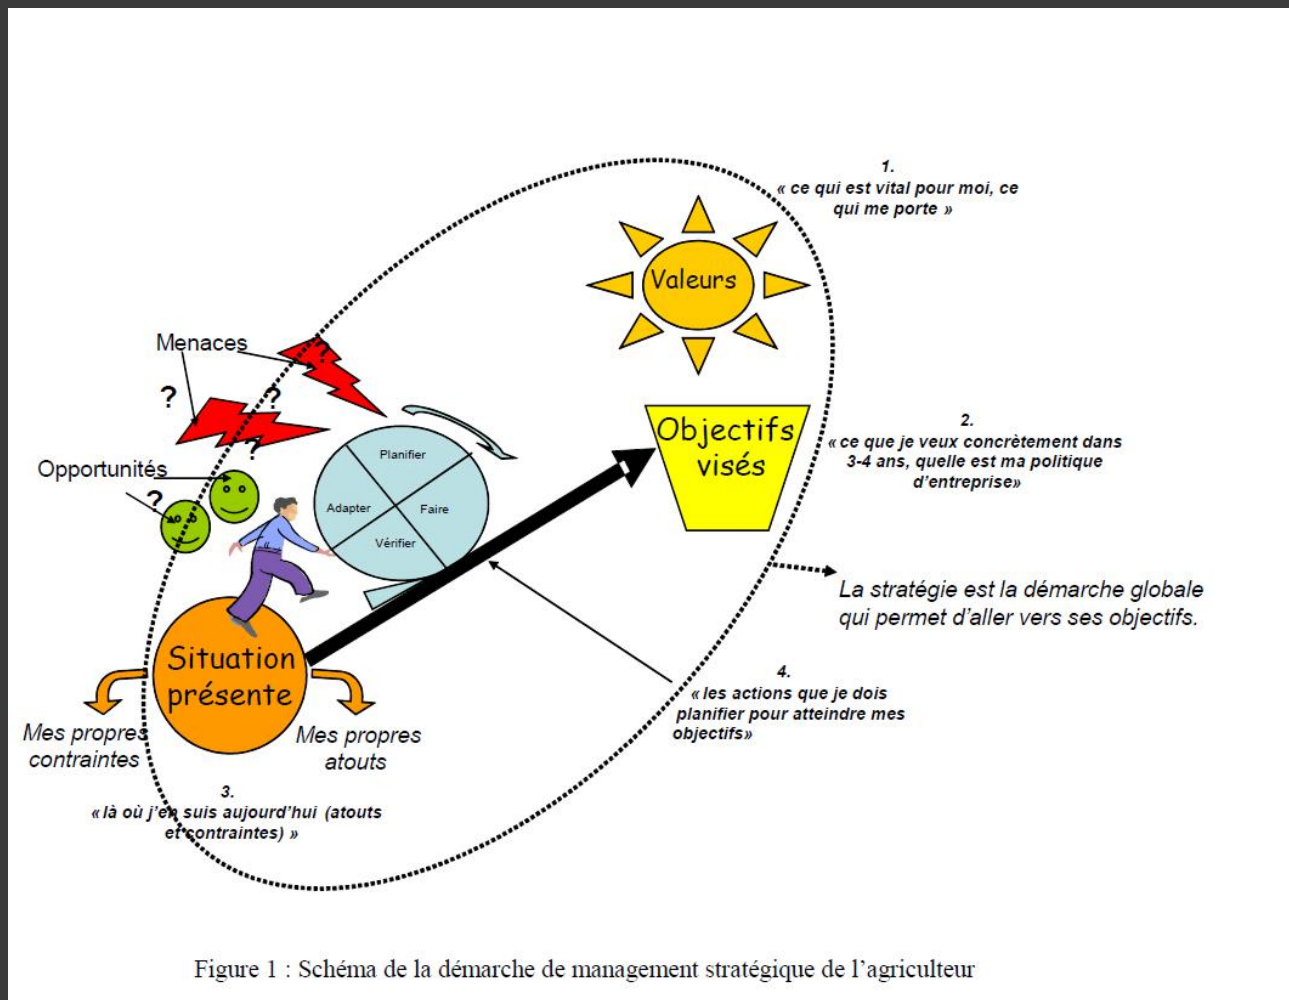 1.
« ce qui est vital pour moi, ce
qui me porte »
Valeurs
Menaces
?
?
?
?
Opportunités
?
Planifier
Adapter
Faire
Vérifier
Objectifs
visés
2.
« ce que je veux concrètement dans
3-4 ans, quelle est ma politique
d’entreprise»
La stratégie est la démarche globale
qui permet d’aller vers ses objectifs.
Situation
présente
Mes propres
contraintes
Mes propres
atouts
4.
« les actions que je dois
planifier pour atteindre mes
objectifs»
3.
« là où j’en suis aujourd’hui (atouts
et contraintes) »
Figure 1 : Schéma de la démarche de management stratégique de l’agriculteur